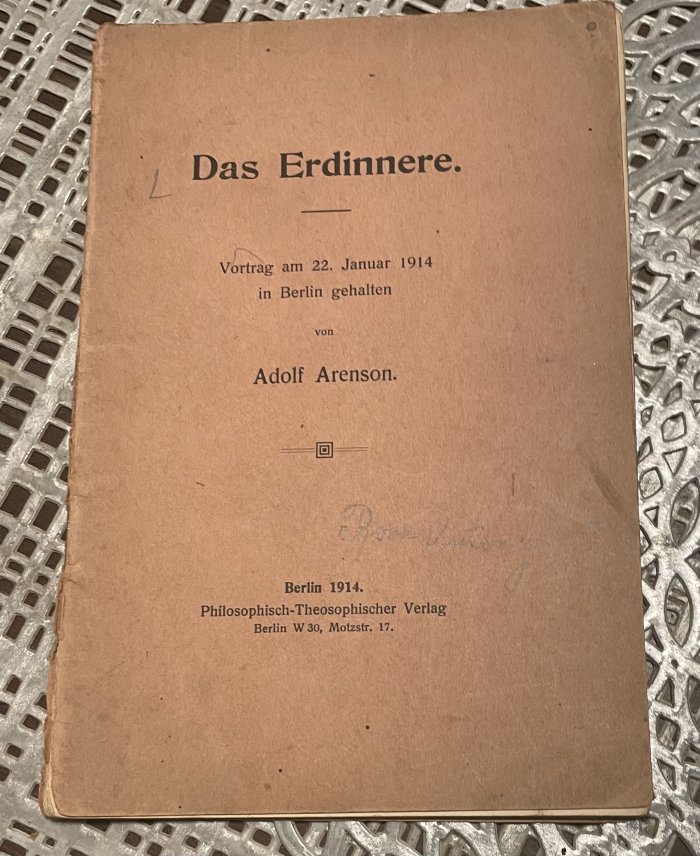 Das Erdinnere.
L
Vortrag am 22. Januar 1914
in Berlin gehalten
von
Adolf Arenson.
Berlin 1914.
Philosophisch-Theosophischer Verlag
Berlin W 30, Motzstr. 17.